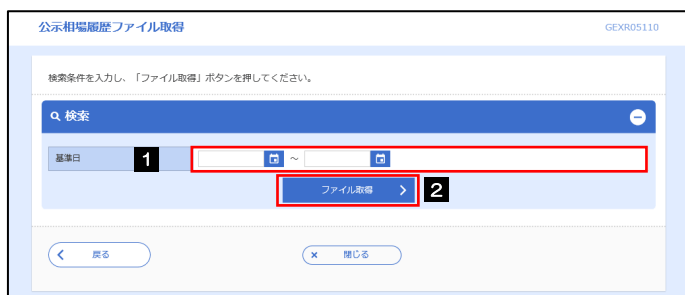 公示相場履歴ファイル取得
GEXR05110
検索条件を入力し、「ファイル取得」ボタンを押してください。
検索
基準日 1 ～
ファイル取得 2
戻る
閉じる